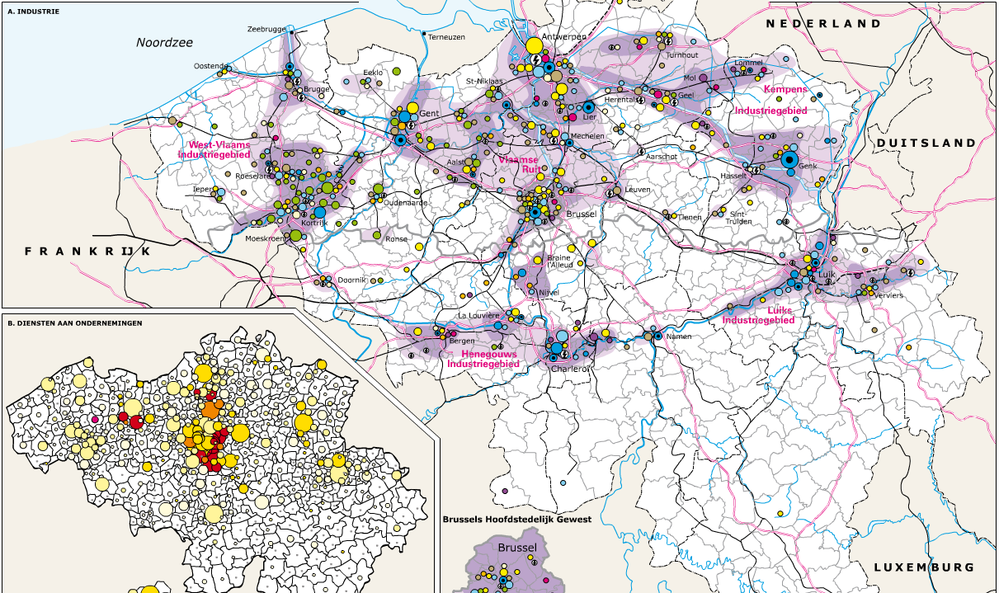 A. INDUSTRIE
Noordzee
Zeebrugge
Terneuzen
Antwerpen
NEDERLAND
Oostende
Brugge
Eeklo
St-Niklaas
Turnhout
Mol
Lommel
Kempens
Industriegebied
Gent
Herentals
Geel
Lier
DUITSLAND
West-Vlaams
Industriegebied
Mechelen
Aalst
Vlaamse
Ruit
Aarschot
Genk
Hasselt
Roeselare
Ieper
Oudenaarde
Leuven
Brussel
Kortrijk
Tienen
Sint-
Truiden
Moeskroen
Ronse
FRANKRIJK
Braine
l'Alleud
Doornik
Nijvel
Luik
Verviers
Luiks
Industriegebied
La Louvière
Bergen
Henegouws
Industriegebied
Namen
Charleroi
B. DIENSTEN AAN ONDERNEMINGEN
Brussels Hoofdstedelijk Gewest
Brussel
LUXEMBURG